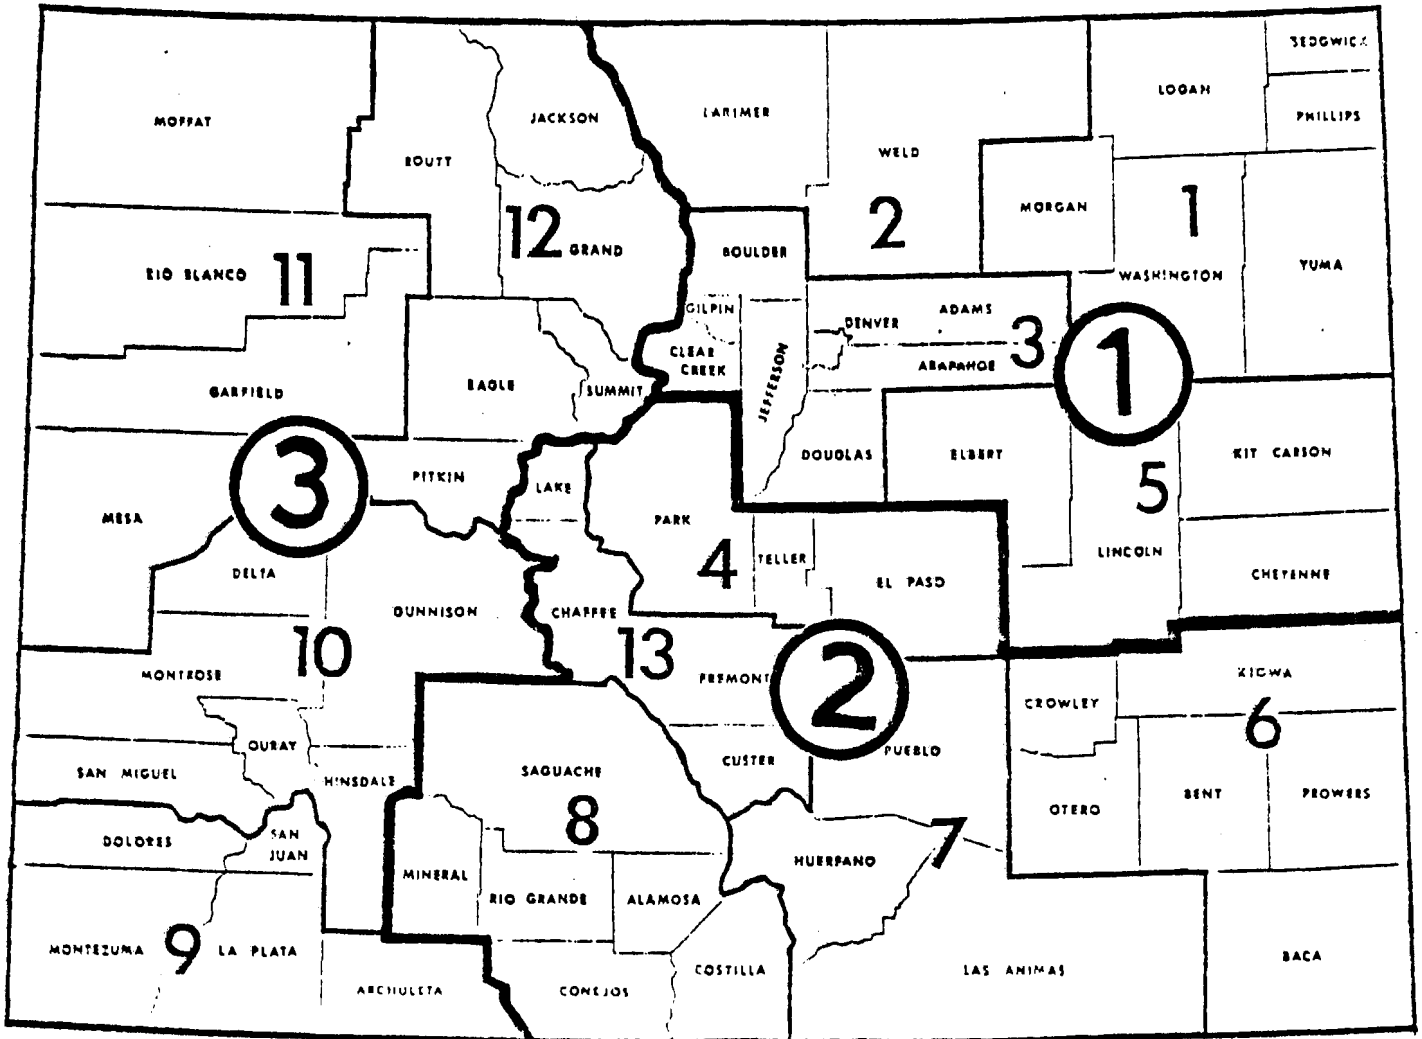 SEDGWICK
LOGAN
PHILLIPS
MOFFAT
JACKSON
LARIMER
ROUTT
WELD
MORGAN
1
2
12
GRAND
BOULDER
YUMA
RIO BLANCO
11
WASHINGTON
GILPIN
ADAMS
DENVER
3
CLEAR
CREEK
ARAPAHOE
1
JEFFERSON
GARFIELD
EAGLE
SUMMIT
DOUGLAS
ELBERT
KIT CARSON
3
PITKIN
LAKE
5
MESA
PARK
LINCOLN
4
TELLER
DELTA
EL PASO
CHEYENNE
GUNNISON
CHAFFEE
10
13
MONTROSE
FREMONT
2
KIOWA
CROWLEY
6
OURAY
PUEBLO
CUSTER
SAN MIGUEL
HINSDALE
SAGUACHE
BENT
PROWERS
OTERO
8
DOLORES
SAN
JUAN
7
HUERFANO
MINERAL
RIO GRANDE
ALAMOSA
MONTEZUMA
9
LA PLATA
BACA
COSTILLA
LAS ANIMAS
ARCHULETA
CONEJOS